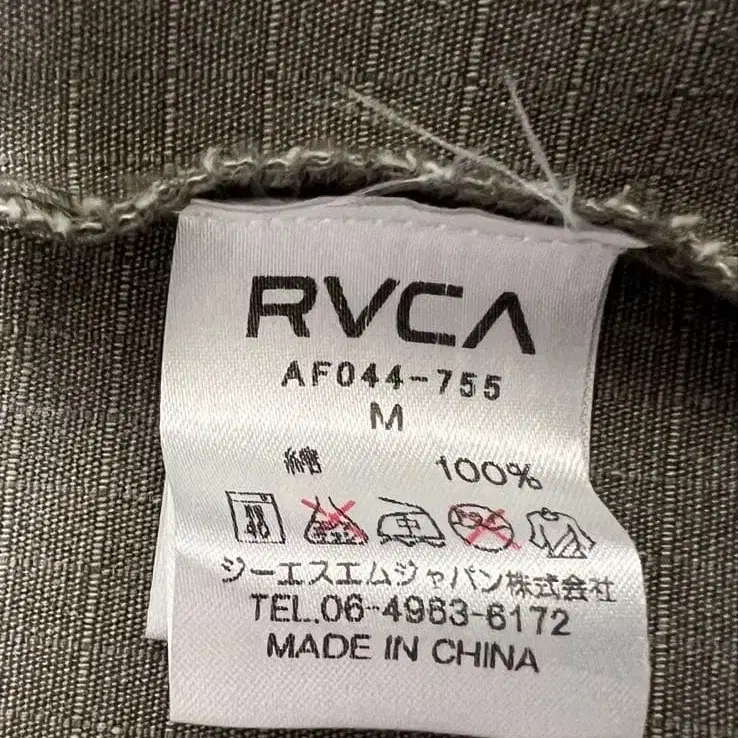 RVCA
AF044-755
M
綿 100%
ジーエスエムジャパン株式会社
TEL.06-4963-6172
MADE IN CHINA